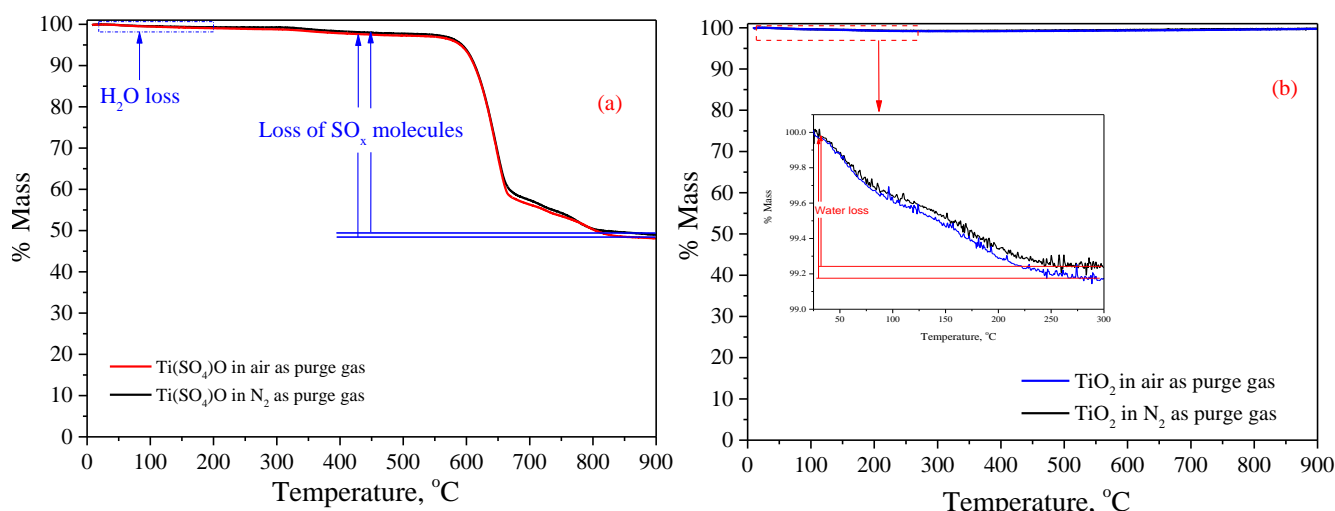 100
90
80
70
60
50
40
30
20
10
0
% Mass
H₂O loss
(a)
Loss of SOₓ molecules
Ti(SO₄)O in air as purge gas
Ti(SO₄)O in N₂ as purge gas
0 100 200 300 400 500 600 700 800 900
Temperature, °C
100
90
80
70
60
50
40
30
20
10
0
% Mass
(b)
100.0
99.8
99.6
99.4
99.2
99.0
% Mass
Water loss
50 100 150 200 250 300
Temperature, °C
TiO₂ in air as purge gas
TiO₂ in N₂ as purge gas
0 100 200 300 400 500 600 700 800 900
Temperature, °C